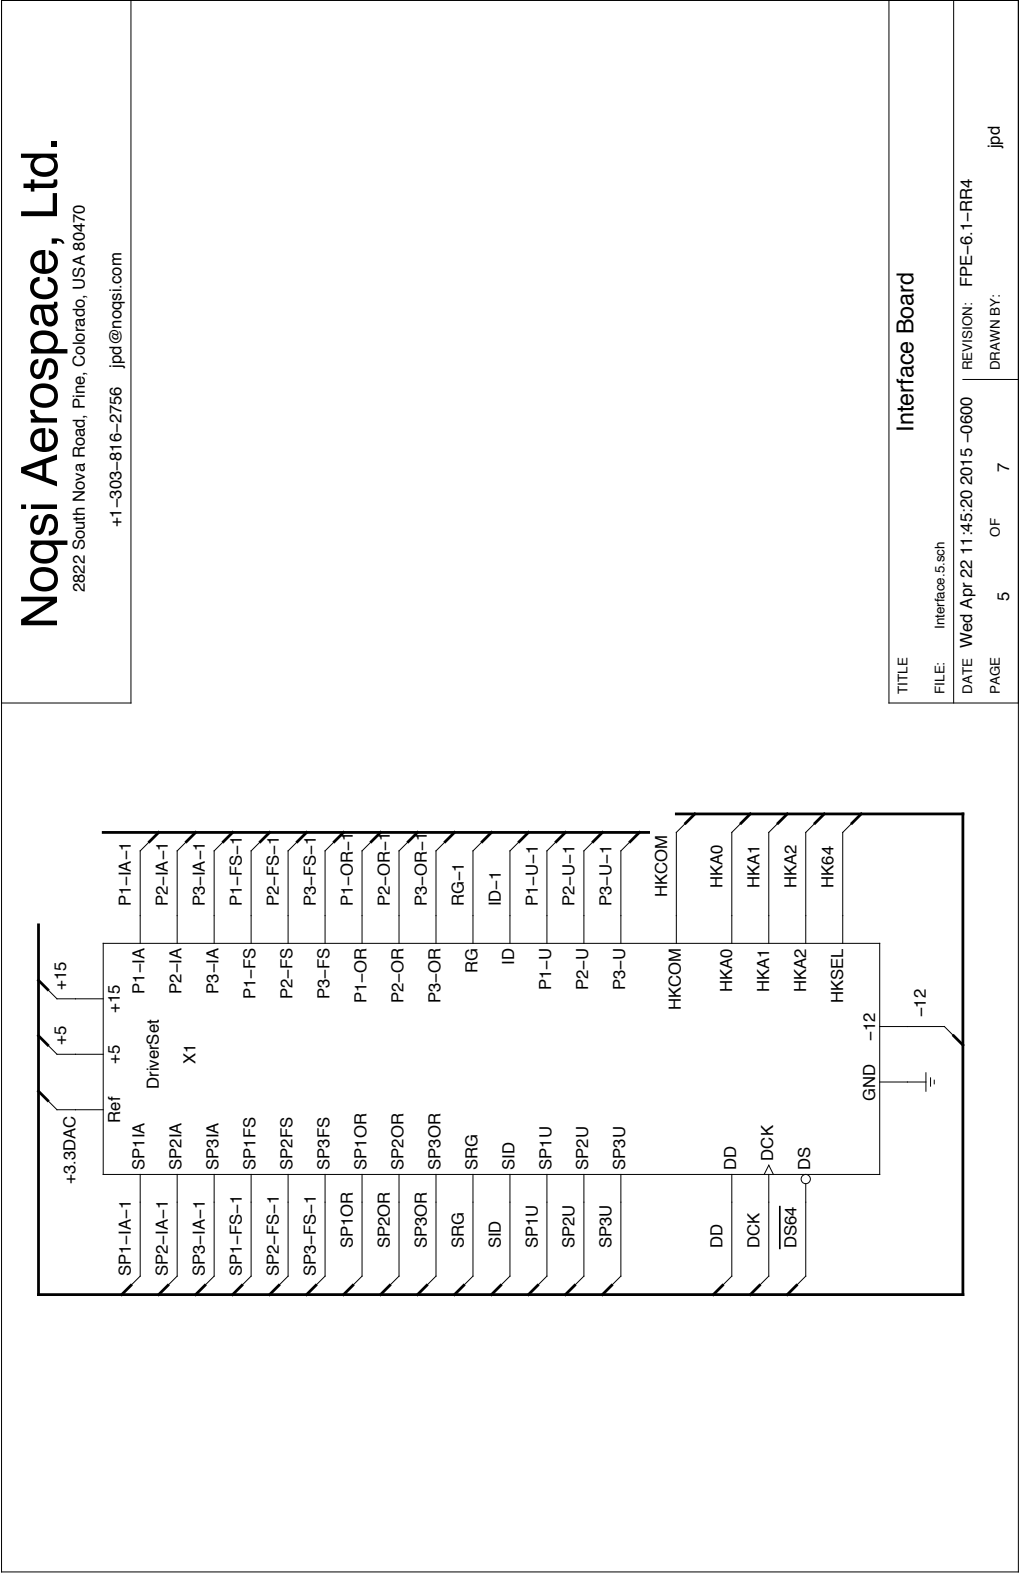 Noqsi Aerospace, Ltd.
2822 South Nova Road, Pine, Colorado, USA 80470
+1−303−816−2756 jpd@noqsi.com
+3.3DAC
+5
+15
Ref
+5
+15
DriverSet
X1
SP1−IA−1
SP2−IA−1
SP3−IA−1
SP1−FS−1
SP2−FS−1
SP3−FS−1
SP1OR
SP2OR
SP3OR
SRG
SID
SP1U
SP2U
SP3U
DD
DCK
DS64
SP1IA
SP2IA
SP3IA
SP1FS
SP2FS
SP3FS
SP1OR
SP2OR
SP3OR
SRG
SID
SP1U
SP2U
SP3U
DD
DCK
DS
P1−IA
P2−IA
P3−IA
P1−FS
P2−FS
P3−FS
P1−OR
P2−OR
P3−OR
RG
ID
P1−U
P2−U
P3−U
HKCOM
HKA0
HKA1
HKA2
HKSEL
P1−IA−1
P2−IA−1
P3−IA−1
P1−FS−1
P2−FS−1
P3−FS−1
P1−OR−1
P2−OR−1
P3−OR−1
RG−1
ID−1
P1−U−1
P2−U−1
P3−U−1
HKCOM
HKA0
HKA1
HKA2
HK64
GND
−12
−12
TITLE
Interface Board
FILE: Interface.5.sch
DATE Wed Apr 22 11:45:20 2015 −0600
REVISION: FPE−6.1−RR4
PAGE 5 OF 7
DRAWN BY: jpd